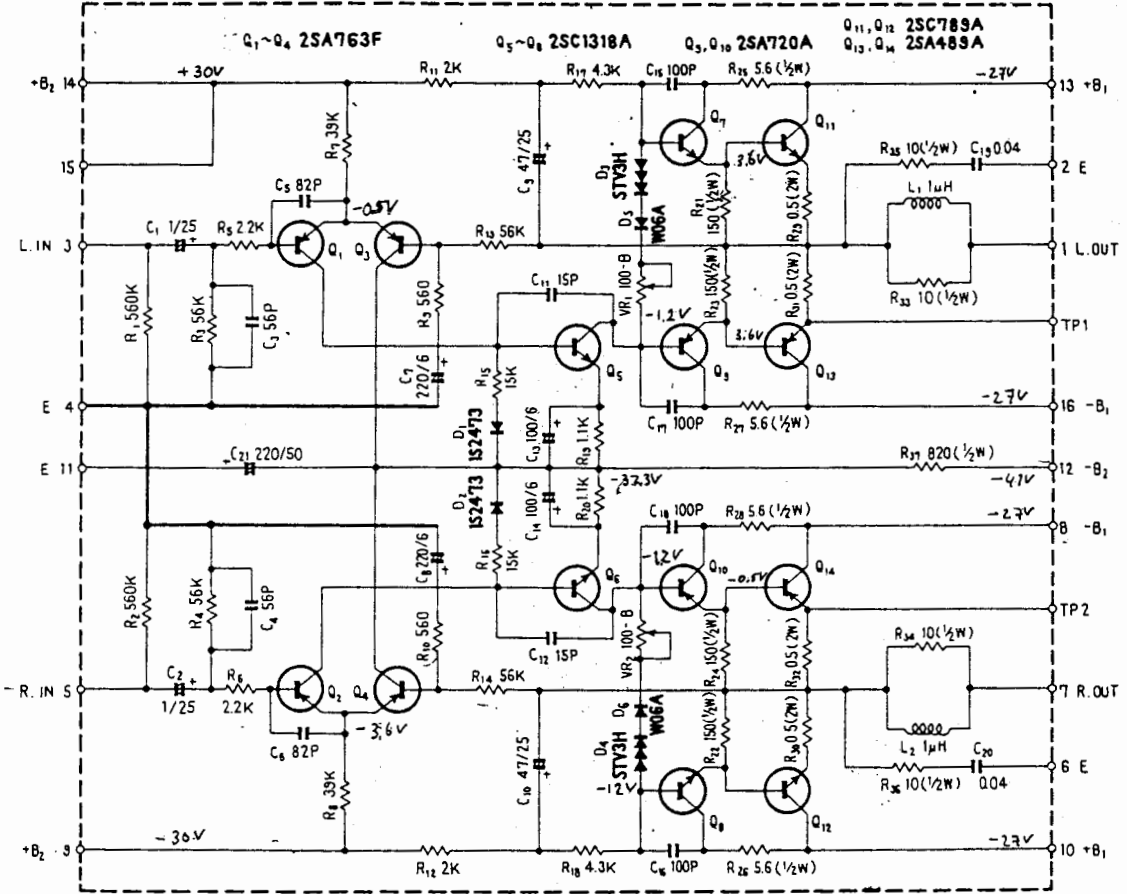 Q₁~Q₄ 2SA763F
Q₅~Q₈ 2SC1318A
Q₉, Q₁₀ 2SA720A
Q₁₁, Q₁₂ 2SC789A
Q₁₃, Q₁₄ 2SA489A
+B₂ 14
+30V
R₁₁ 2K
R₁₇ 4.3K
C₁₅ 100P
R₂₅ 5.6 (½W)
-27V
13 +B₁
R₇ 39K
C₉ 47/25
Q₇
Q₁₁
15
C₅ 82P
D₃
STV3H
3.6V
R₃₅ 10(½W)
C₁₉ 0.04
2 E
-0.5V
D₅
W06A
R₂₁
150 (½W)
R₂₉ 0.5(2W)
L₁ 1μH
C₁ 1/25
R₅ 2.2K
L.IN 3
Q₁
Q₃
R₁₃ 56K
1 L.OUT
R₁ 560K
R₃ 56K
C₃ 56P
R₉ 560
C₁₁ 15P
VR₁ 100-B
R₂₃ 150(½W)
R₃₁ 0.5(2W)
R₃₃ 10 (½W)
-1.2V
TP1
C₇
220/6
R₁₅
15K
Q₅
Q₉
3.6V
Q₁₃
E 4
D₁
1S2473
C₁₃ 100/6
R₁₉ 1.1K
C₁₇ 100P
R₂₇ 5.6(½W)
-27V
16 -B₁
E 11
C₂₁ 220/50
R₃₇ 820(½W)
12 -B₂
-41V
D₂
1S2473
C₁₄ 100/6
R₂₀ 1.1K
-37.3V
C₁₈ 100P
R₂₈ 5.6(½W)
-27V
8 -B₁
R₂ 560K
R₄ 56K
C₄ 56P
C₈ 220/6
R₁₆
15K
Q₆
-1.2V
Q₁₀
-0.5V
Q₁₄
TP2
R₁₀ 560
C₁₂ 15P
VR₂ 100-B
R₂₄ 150(½W)
R₃₂ 0.5(2W)
R₃₄ 10(½W)
R. IN 5
C₂
1/25
R₆
2.2K
Q₂
Q₄
R₁₄ 56K
7 R.OUT
C₆ 82P
-3.6V
D₆
W06A
R₂₂ 150(½W)
R₃₀ 0.5(2W)
L₂ 1μH
C₂₀
0.04
R₈ 39K
C₁₀ 47/25
D₄
STV3H
-12V
R₃₆ 10(½W)
6 E
Q₈
Q₁₂
+B₂ 9
-30V
R₁₂ 2K
R₁₈ 4.3K
C₁₆ 100P
R₂₆ 5.6(½W)
-27V
10 +B₁